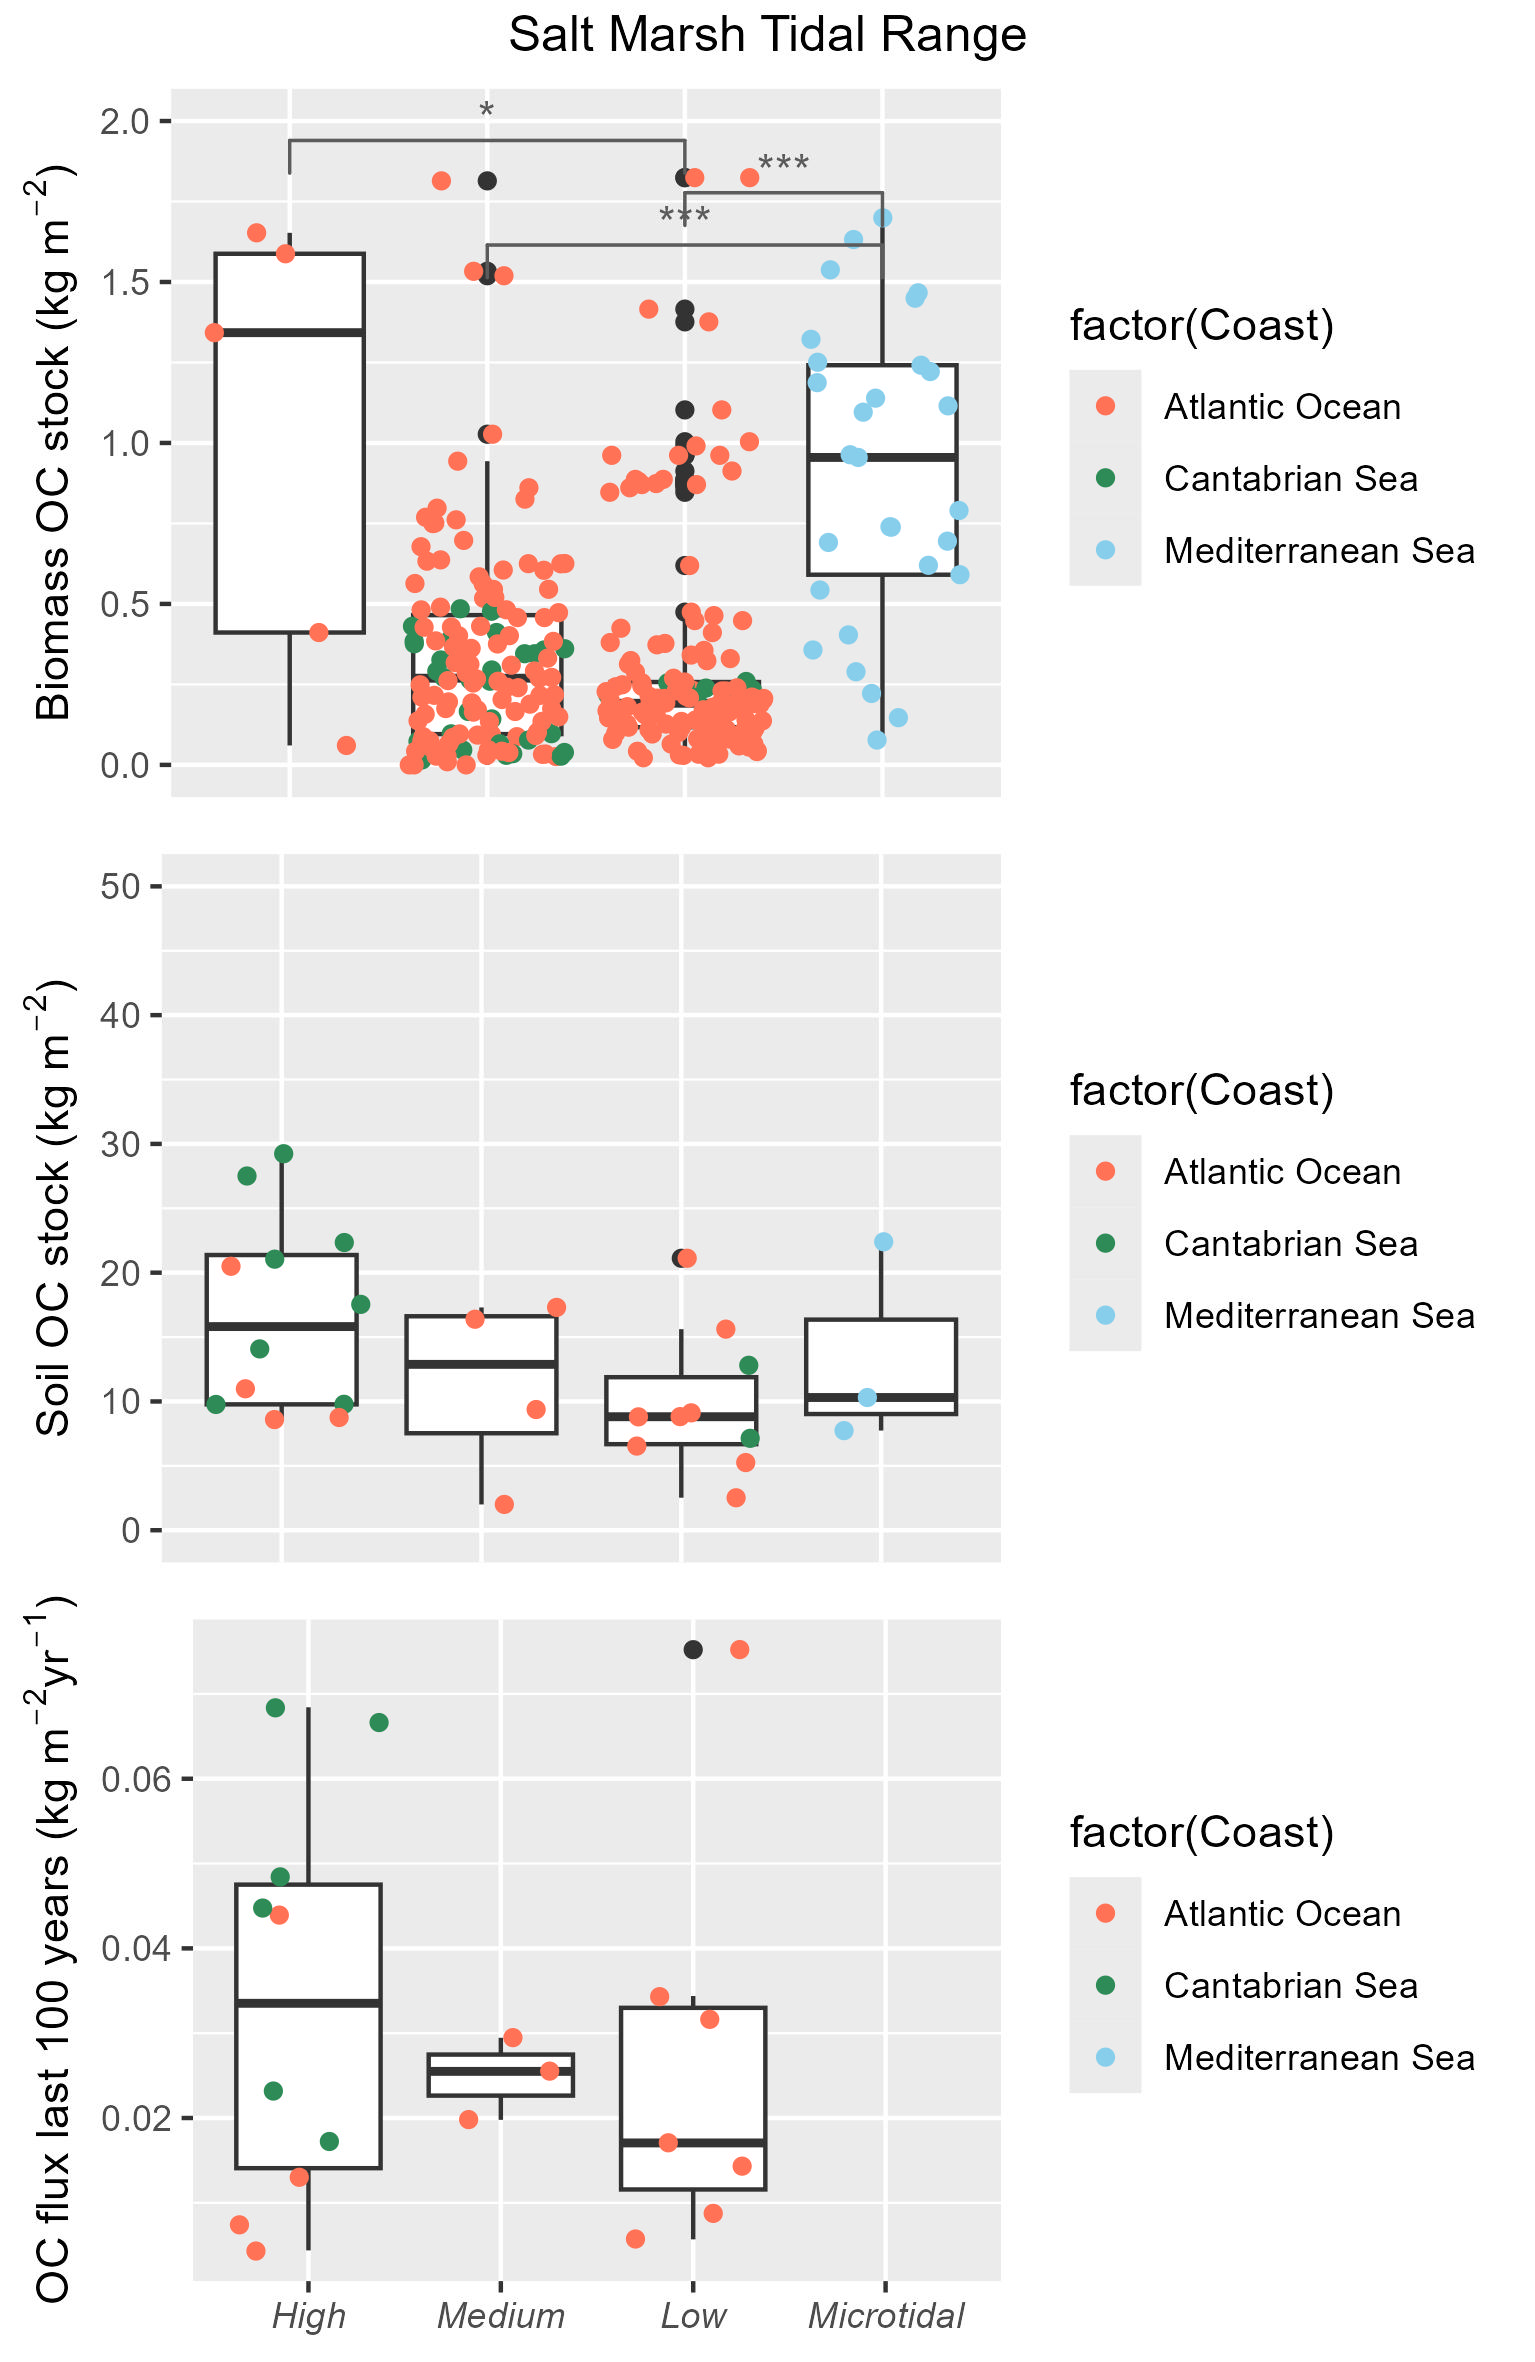 Salt Marsh Tidal Range
Biomass OC stock (kg m−2)
2.0
1.5
1.0
0.5
0.0
*
***
***
factor(Coast)
Atlantic Ocean
Cantabrian Sea
Mediterranean Sea
Soil OC stock (kg m−2)
50
40
30
20
10
0
factor(Coast)
Atlantic Ocean
Cantabrian Sea
Mediterranean Sea
OC flux last 100 years (kg m−2yr−1)
0.06
0.04
0.02
factor(Coast)
Atlantic Ocean
Cantabrian Sea
Mediterranean Sea
High Medium Low Microtidal